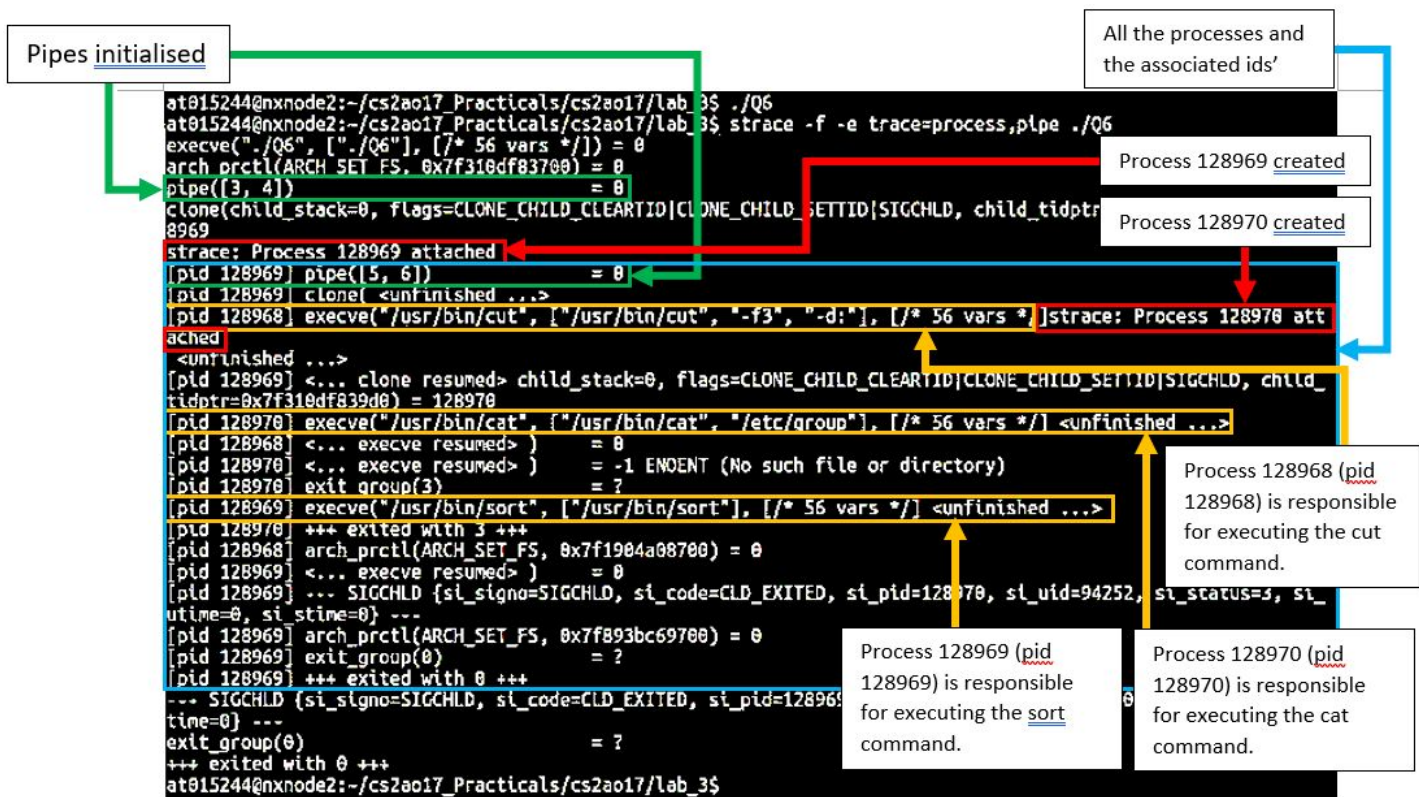 Pipes initialised
All the processes and
the associated ids'
at015244@nxnode2:~/cs2ao17_Practicals/cs2ao17/lab_3$ ./Q6
at015244@nxnode2:~/cs2ao17_Practicals/cs2ao17/lab_3$ strace -f -e trace=process,pipe ./Q6
execve("./Q6", ["./Q6"], [/* 56 vars */]) = 0
arch_prctl(ARCH_SET_FS, 0x7f310df83700) = 0
Process 128969 created
pipe([3, 4]) = 0
clone(child_stack=0, flags=CLONE_CHILD_CLEARTID|CLONE_CHILD_SETTID|SIGCHLD, child_tidptr
Process 128970 created
8969
strace: Process 128969 attached
[pid 128969] pipe([5, 6]) = 0
[pid 128969] clone( <unfinished ...>
[pid 128968] execve("/usr/bin/cut", ["/usr/bin/cut", "-f3", "-d:"], [/* 56 vars */]strace: Process 128970 att
ached
<unfinished ...>
[pid 128969] <... clone resumed> child_stack=0, flags=CLONE_CHILD_CLEARTID|CLONE_CHILD_SETTID|SIGCHLD, child_
tidptr=0x7f310df839d0) = 128970
[pid 128970] execve("/usr/bin/cat", ["/usr/bin/cat", "/etc/group"], [/* 56 vars */] <unfinished ...>
[pid 128968] <... execve resumed> ) = 0
[pid 128970] <... execve resumed> ) = -1 ENOENT (No such file or directory)
[pid 128970] exit_group(3) = ?
[pid 128969] execve("/usr/bin/sort", ["/usr/bin/sort"], [/* 56 vars */] <unfinished ...>
[pid 128970] +++ exited with 3 +++
[pid 128968] arch_prctl(ARCH_SET_FS, 0x7f1904a08700) = 0
[pid 128969] <... execve resumed> ) = 0
[pid 128969] --- SIGCHLD {si_signo=SIGCHLD, si_code=CLD_EXITED, si_pid=128970, si_uid=94252, si_status=3, si_
utime=0, si_stime=0} ---
[pid 128969] arch_prctl(ARCH_SET_FS, 0x7f893bc69700) = 0
[pid 128969] exit_group(0) = ?
[pid 128969] +++ exited with 0 +++
--- SIGCHLD {si_signo=SIGCHLD, si_code=CLD_EXITED, si_pid=128969
time=0} ---
exit_group(0) = ?
+++ exited with 0 +++
at015244@nxnode2:~/cs2ao17_Practicals/cs2ao17/lab_3$
Process 128968 (pid
128968) is responsible
for executing the cut
command.
Process 128969 (pid
128969) is responsible
for executing the sort
command.
Process 128970 (pid
128970) is responsible
for executing the cat
command.